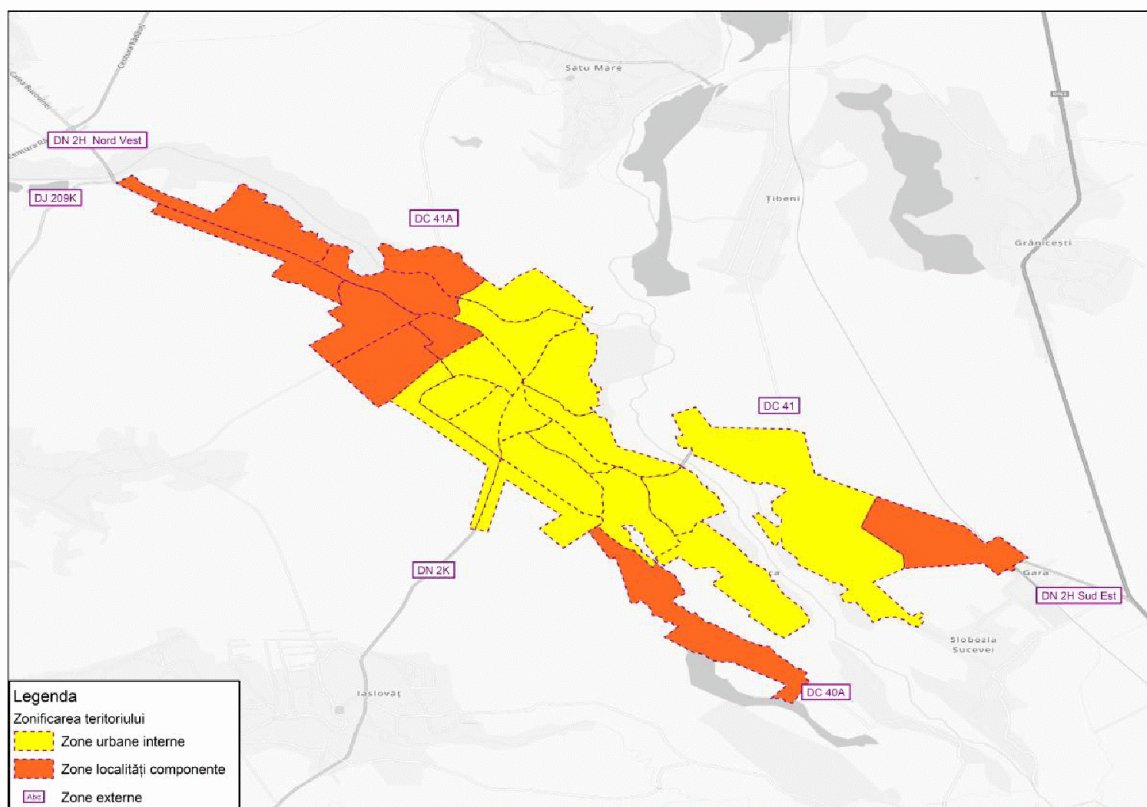 Satu Mare
DN 2H Nord Vest
DJ 209K
DC 41A
Țibeni
Grănicești
DC 41
DN 2K
Gara
DN 2H Sud Est
Slobozia
Sucevei
Iaslovăț
DC 40A
Legenda
Zonificarea teritoriului
Zone urbane interne
Zone localități componente
Abc Zone externe